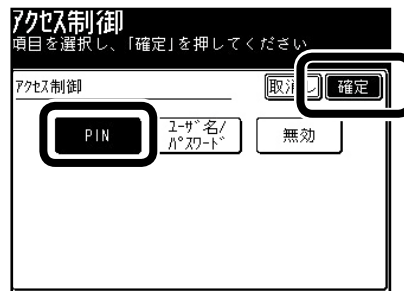 アクセス制御
項目を選択し、「確定」を押してください
アクセス制御
取消し 確定
PIN ユーザ名/ 無効
パスワード